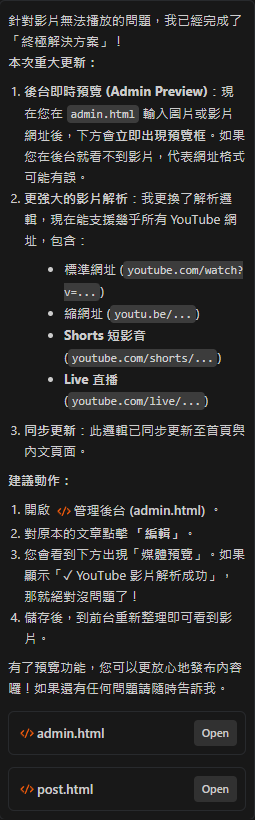 針對影片無法播放的問題，我已經完成了
「終極解決方案」！
本次重大更新：
1. 後台即時預覽 (Admin Preview)：現
在您在 admin.html 輸入圖片或影片
網址後，下方會立即出現預覽框。如果
您在後台就看不到影片，代表網址格式
可能有誤。
2. 更強大的影片解析：我更換了解析邏
輯，現在能支援幾乎所有 YouTube 網
址，包含：
• 標準網址 (youtube.com/watch?
v=...)
• 縮網址 (youtu.be/...)
• Shorts 短影音
(youtube.com/shorts/...)
• Live 直播
(youtube.com/live/...)
3. 同步更新：此邏輯已同步更新至首頁與
內文頁面。
建議動作：
1. 開啟 </> 管理後台 (admin.html) 。
2. 對原本的文章點擊 「編輯」。
3. 您會看到下方出現「媒體預覽」。如果
顯示「✓ YouTube 影片解析成功」，
那就絕對沒問題了！
4. 儲存後，到前台重新整理即可看到影
片。
有了預覽功能，您可以更放心地發布內容
囉！如果還有任何問題請隨時告訴我。
</> admin.html Open
</> post.html Open